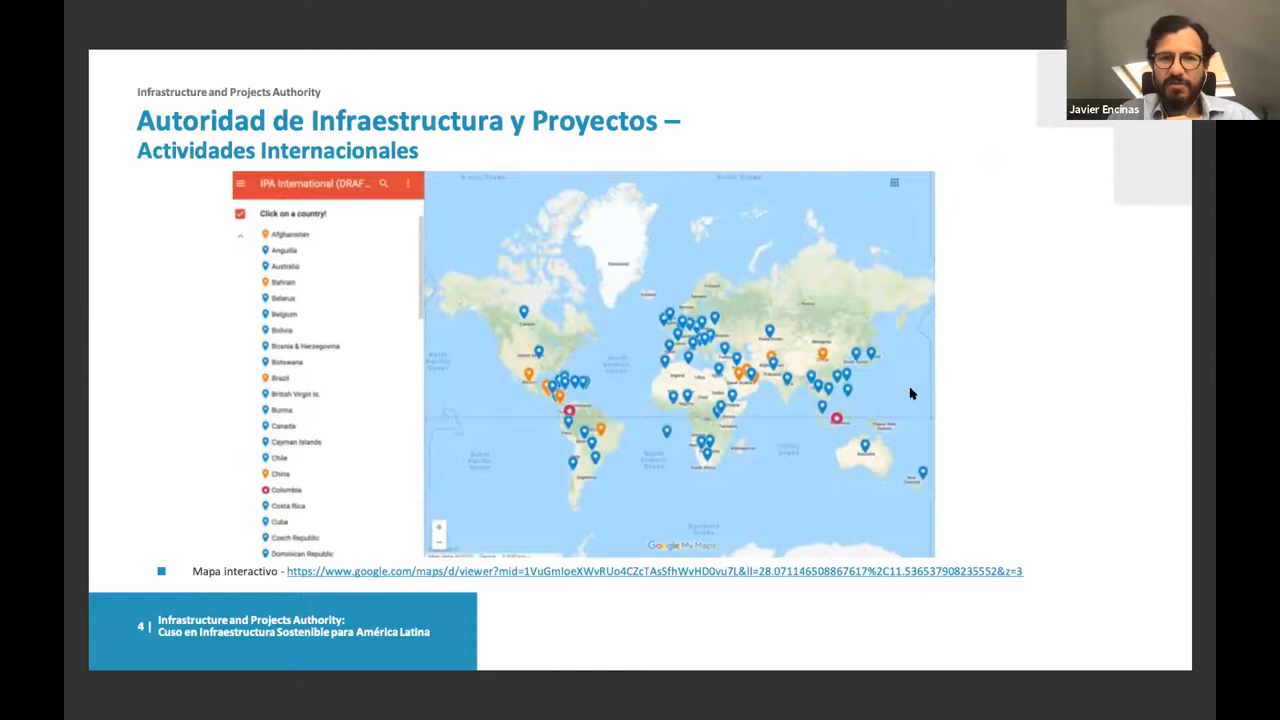 Javier Encinas
Infrastructure and Projects Authority
Autoridad de Infraestructura y Proyectos –
Actividades Internacionales
IPA International (DRAF...
Click on a country!
Afghanistan
Anguilla
Australia
Bahrain
Belarus
Belgium
Bolivia
Bosnia & Herzegovina
Botswana
Brazil
British Virgin Is.
Burma
Canada
Cayman Islands
Chile
China
Colombia
Costa Rica
Cuba
Czech Republic
Dominican Republic
Google My Maps
Mapa interactivo - https://www.google.com/maps/d/viewer?mid=1VuGmIoeXWvRUo4CZcTAsSfhWvHD0vu7L&ll=28.071146508867617%2C11.536537908235552&z=3
4 |
Infrastructure and Projects Authority:
Cuso en Infraestructura Sostenible para América Latina